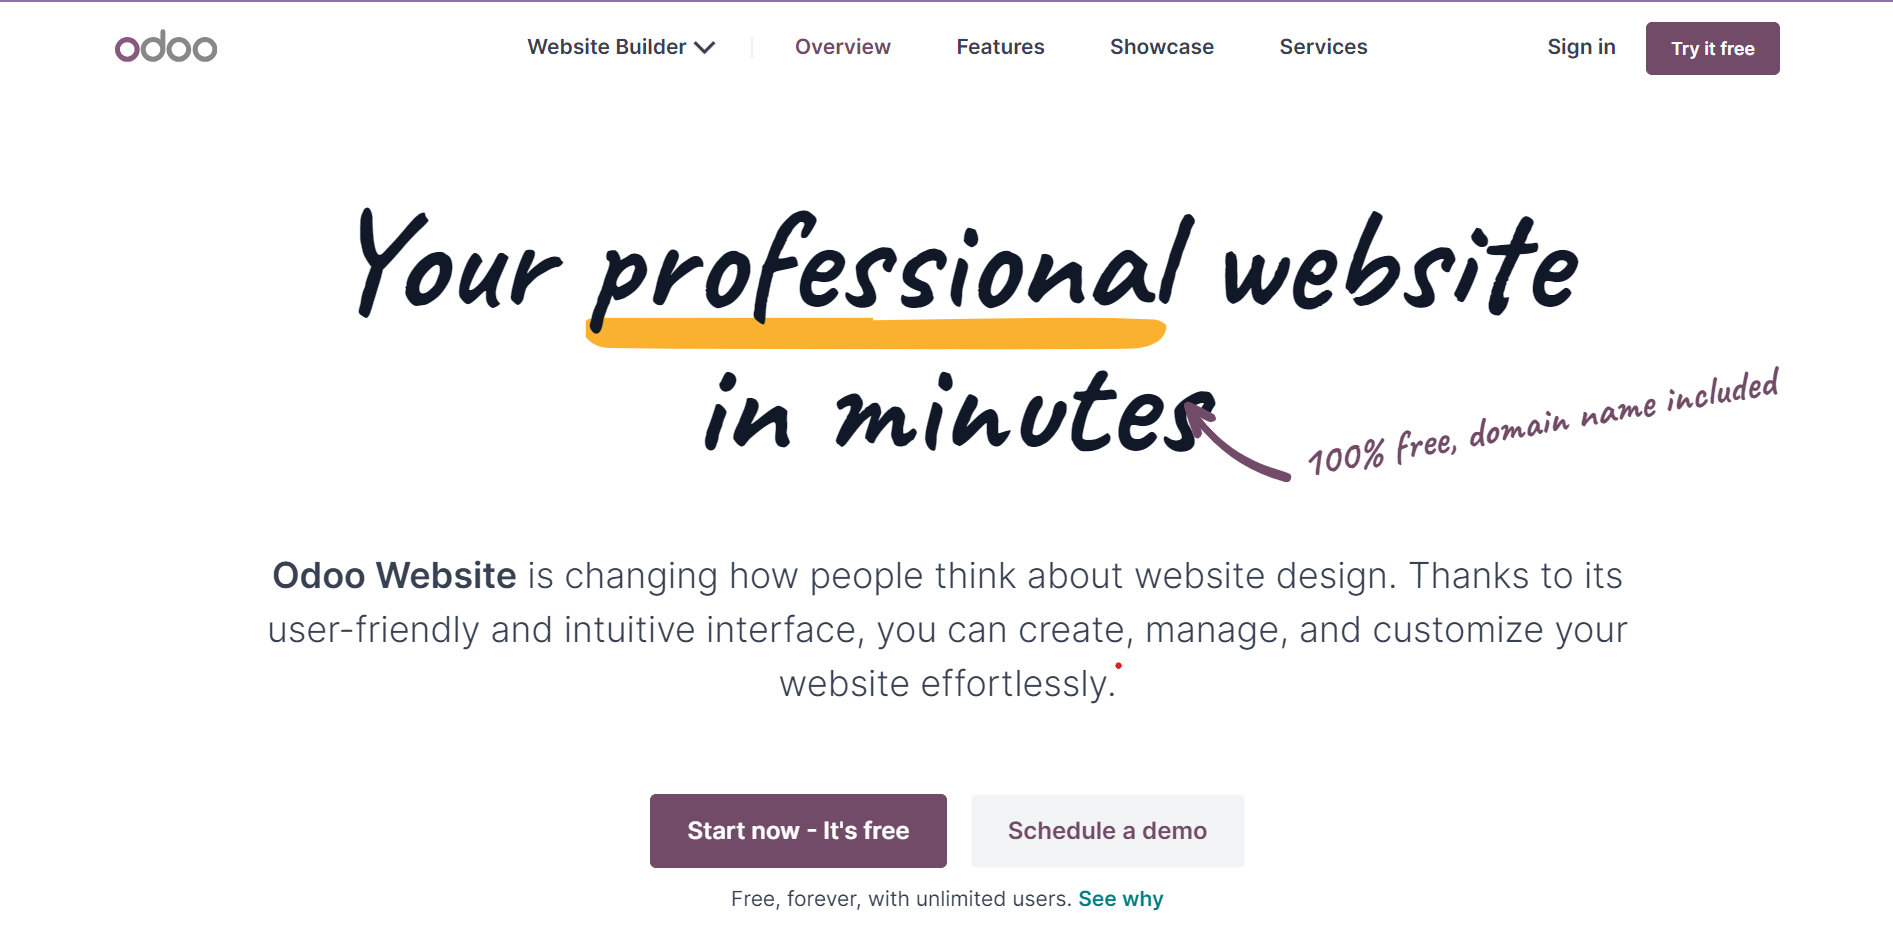 odoo
Website Builder
Overview
Features
Showcase
Services
Sign in
Try it free
Your professional website
in minutes
100% free, domain name included
Odoo Website is changing how people think about website design. Thanks to its
user-friendly and intuitive interface, you can create, manage, and customize your
website effortlessly.
Start now - It's free
Schedule a demo
Free, forever, with unlimited users. See why